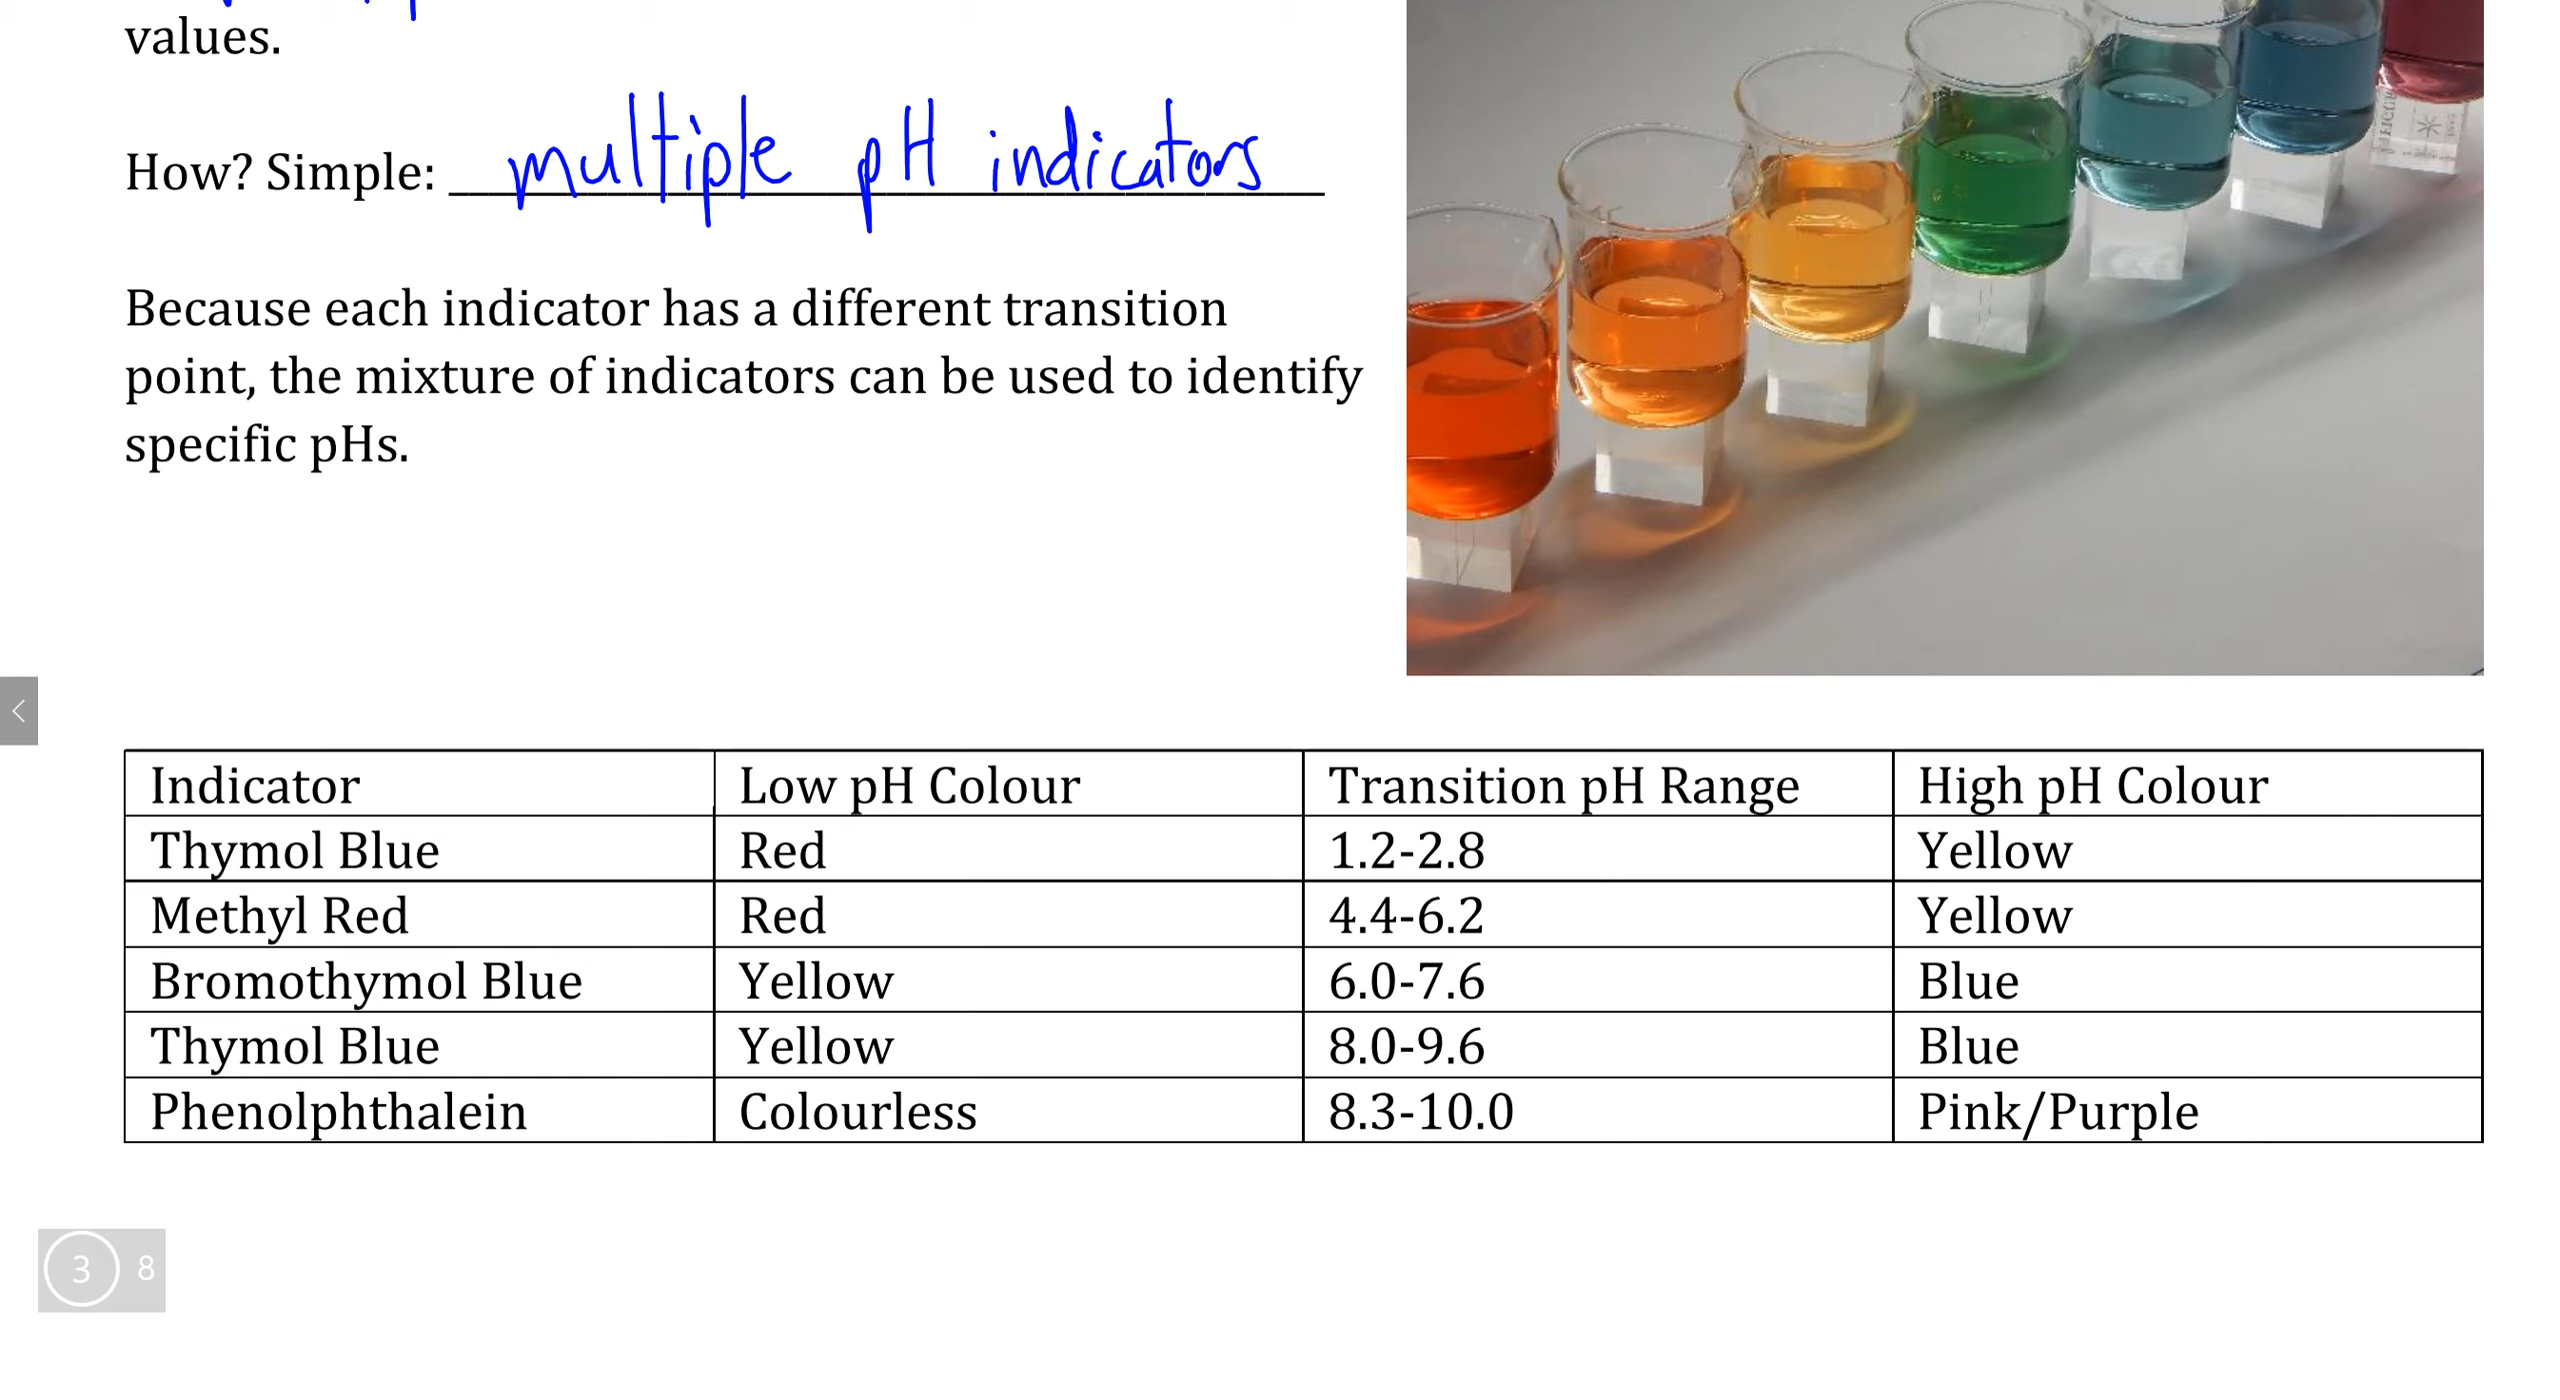 values.
How? Simple: multiple pH indicators
Because each indicator has a different transition
point, the mixture of indicators can be used to identify
specific pHs.
Indicator Low pH Colour Transition pH Range High pH Colour
Thymol Blue Red 1.2-2.8 Yellow
Methyl Red Red 4.4-6.2 Yellow
Bromothymol Blue Yellow 6.0-7.6 Blue
Thymol Blue Yellow 8.0-9.6 Blue
Phenolphthalein Colourless 8.3-10.0 Pink/Purple
3 8